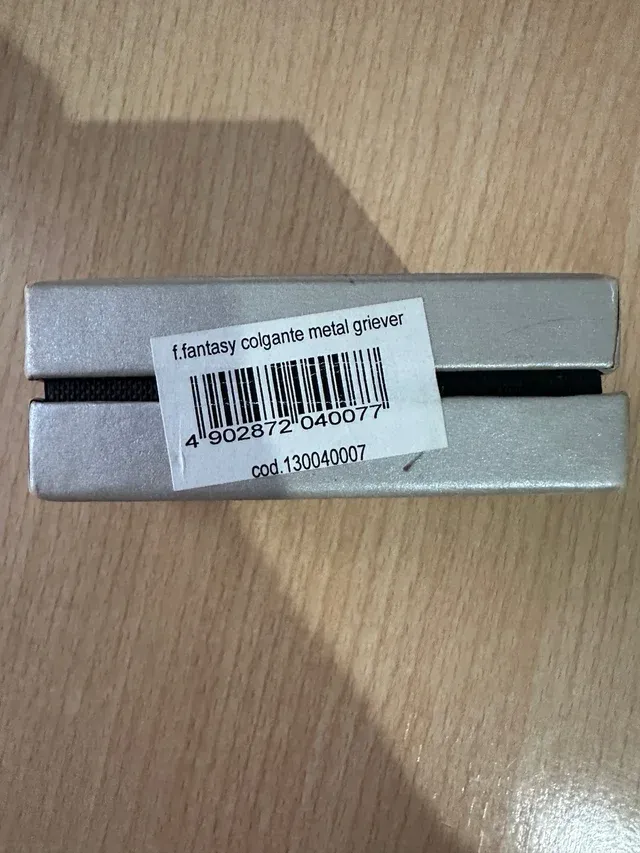 f.fantasy colgante metal griever
4 902872 040077
cod.130040007